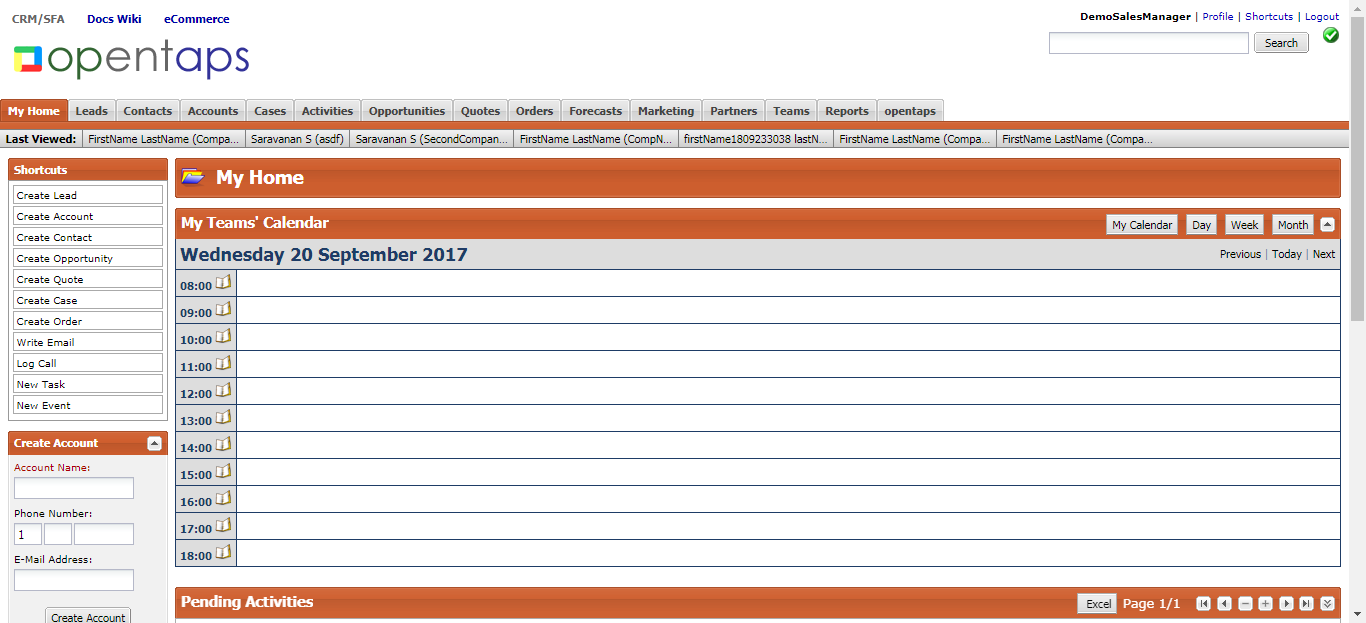 CRM/SFA Docs Wiki eCommerce
DemoSalesManager | Profile | Shortcuts | Logout
opentaps
Search
My Home Leads Contacts Accounts Cases Activities Opportunities Quotes Orders Forecasts Marketing Partners Teams Reports opentaps
Last Viewed: FirstName LastName (Compa... Saravanan S (asdf) Saravanan S (SecondCompan... FirstName LastName (CompN... firstName1809233038 lastN... FirstName LastName (Compa... FirstName LastName (Compa...
Shortcuts
Create Lead
Create Account
Create Contact
Create Opportunity
Create Quote
Create Case
Create Order
Write Email
Log Call
New Task
New Event
Create Account
Account Name:
Phone Number:
1
E-Mail Address:
Create Account
My Home
My Teams' Calendar
My Calendar Day Week Month
Wednesday 20 September 2017
Previous | Today | Next
08:00
09:00
10:00
11:00
12:00
13:00
14:00
15:00
16:00
17:00
18:00
Pending Activities
Excel Page 1/1